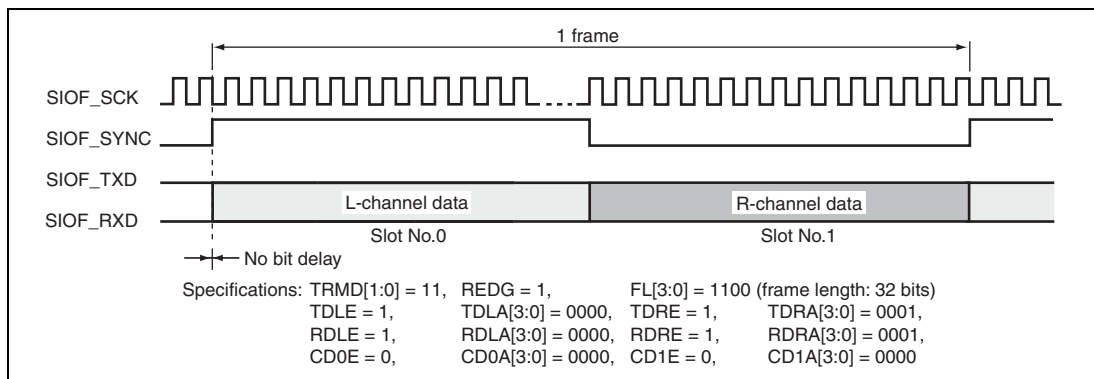 1 frame
SIOF_SCK
SIOF_SYNC
SIOF_TXD
L-channel data R-channel data
SIOF_RXD
Slot No.0 Slot No.1
No bit delay
Specifications: TRMD[1:0] = 11, REDG = 1, FL[3:0] = 1100 (frame length: 32 bits)
TDLE = 1, TDLA[3:0] = 0000, TDRE = 1, TDRA[3:0] = 0001,
RDLE = 1, RDLA[3:0] = 0000, RDRE = 1, RDRA[3:0] = 0001,
CD0E = 0, CD0A[3:0] = 0000, CD1E = 0, CD1A[3:0] = 0000